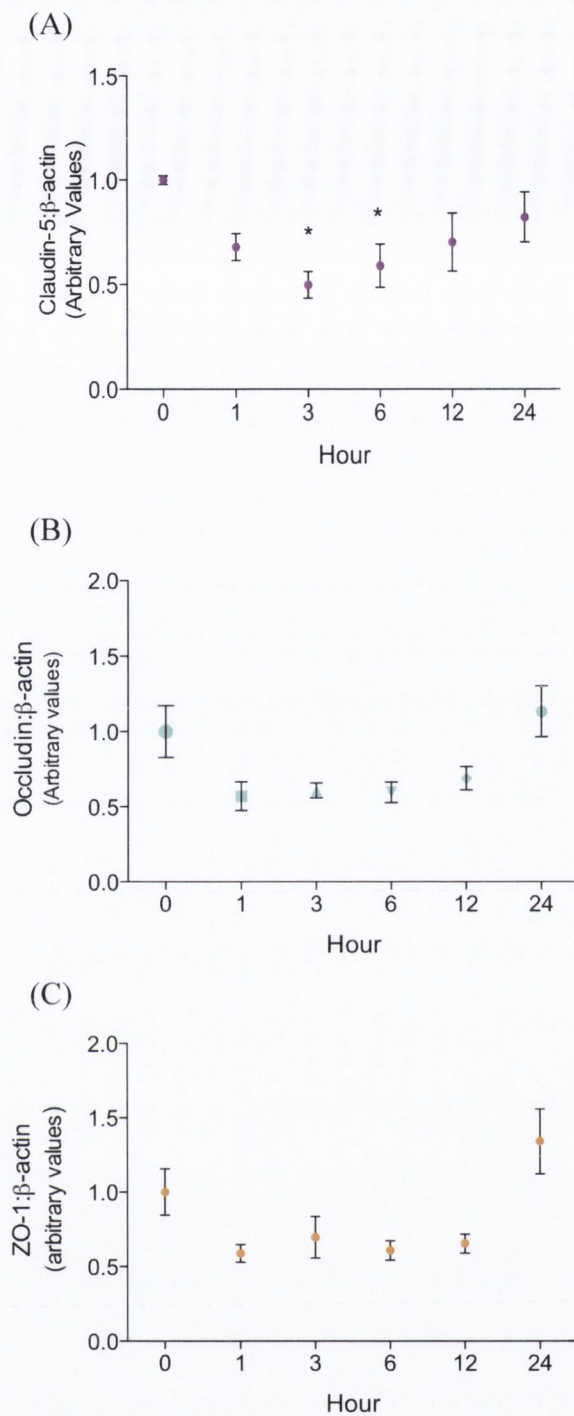 (A)
1.5
1.0
0.5
0.0
Claudin-5:β-actin
(Arbitrary Values)
*
*
0 1 3 6 12 24
Hour
(B)
2.0
1.5
1.0
0.5
0.0
Occludin:β-actin
(Arbitrary values)
0 1 3 6 12 24
Hour
(C)
2.0
1.5
1.0
0.5
0.0
ZO-1:β-actin
(arbitrary values)
0 1 3 6 12 24
Hour